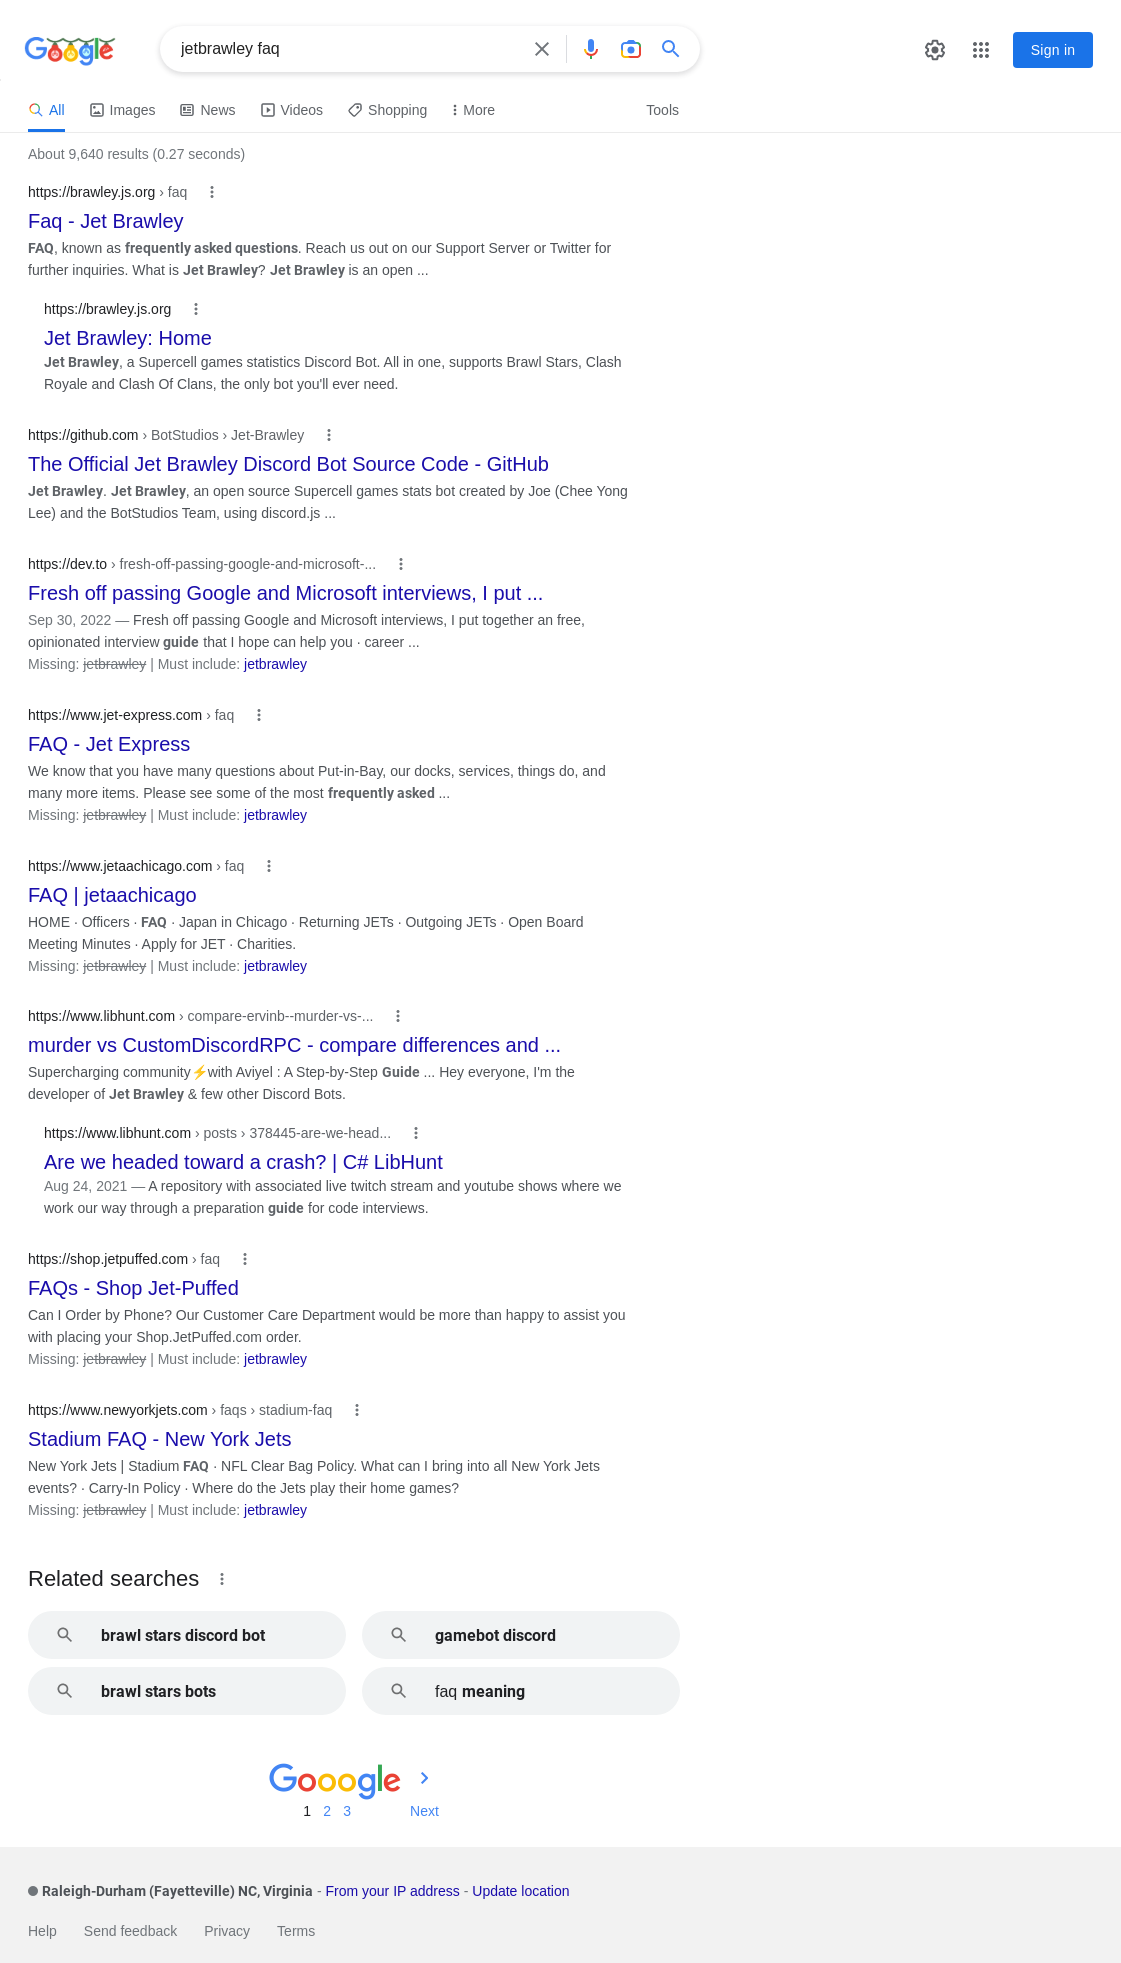 Google
jetbrawley faq
Sign in
All Images News Videos Shopping More Tools
About 9,640 results (0.27 seconds)
https://brawley.js.org › faq
Faq - Jet Brawley
FAQ, known as frequently asked questions. Reach us out on our Support Server or Twitter for
further inquiries. What is Jet Brawley? Jet Brawley is an open ...
https://brawley.js.org
Jet Brawley: Home
Jet Brawley, a Supercell games statistics Discord Bot. All in one, supports Brawl Stars, Clash
Royale and Clash Of Clans, the only bot you'll ever need.
https://github.com › BotStudios › Jet-Brawley
The Official Jet Brawley Discord Bot Source Code - GitHub
Jet Brawley. Jet Brawley, an open source Supercell games stats bot created by Joe (Chee Yong
Lee) and the BotStudios Team, using discord.js ...
https://dev.to › fresh-off-passing-google-and-microsoft-...
Fresh off passing Google and Microsoft interviews, I put ...
Sep 30, 2022 — Fresh off passing Google and Microsoft interviews, I put together an free,
opinionated interview guide that I hope can help you · career ...
Missing: jetbrawley | Must include: jetbrawley
https://www.jet-express.com › faq
FAQ - Jet Express
We know that you have many questions about Put-in-Bay, our docks, services, things do, and
many more items. Please see some of the most frequently asked ...
Missing: jetbrawley | Must include: jetbrawley
https://www.jetaachicago.com › faq
FAQ | jetaachicago
HOME · Officers · FAQ · Japan in Chicago · Returning JETs · Outgoing JETs · Open Board
Meeting Minutes · Apply for JET · Charities.
Missing: jetbrawley | Must include: jetbrawley
https://www.libhunt.com › compare-ervinb--murder-vs-...
murder vs CustomDiscordRPC - compare differences and ...
Supercharging community⚡with Aviyel : A Step-by-Step Guide ... Hey everyone, I'm the
developer of Jet Brawley & few other Discord Bots.
https://www.libhunt.com › posts › 378445-are-we-head...
Are we headed toward a crash? | C# LibHunt
Aug 24, 2021 — A repository with associated live twitch stream and youtube shows where we
work our way through a preparation guide for code interviews.
https://shop.jetpuffed.com › faq
FAQs - Shop Jet-Puffed
Can I Order by Phone? Our Customer Care Department would be more than happy to assist you
with placing your Shop.JetPuffed.com order.
Missing: jetbrawley | Must include: jetbrawley
https://www.newyorkjets.com › faqs › stadium-faq
Stadium FAQ - New York Jets
New York Jets | Stadium FAQ · NFL Clear Bag Policy. What can I bring into all New York Jets
events? · Carry-In Policy · Where do the Jets play their home games?
Missing: jetbrawley | Must include: jetbrawley
Related searches
brawl stars discord bot gamebot discord
brawl stars bots faq meaning
Gooogle
1 2 3 Next
Raleigh-Durham (Fayetteville) NC, Virginia - From your IP address - Update location
Help Send feedback Privacy Terms